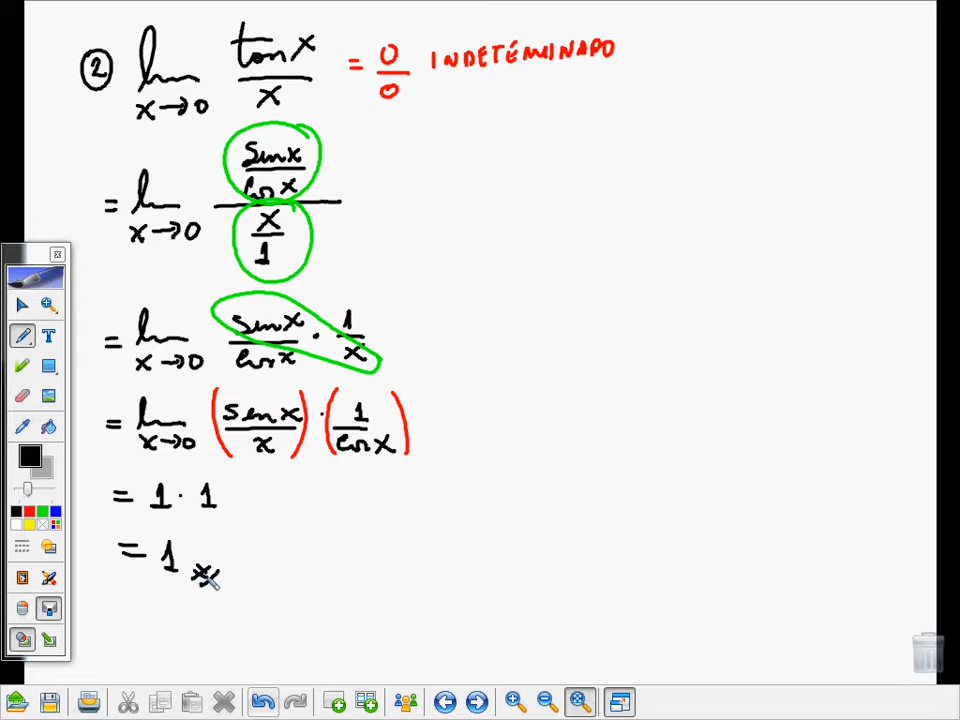 ② lim x→0 tan x / x = 0/0 INDETÉMINADO
= lim x→0 (sen x / cos x) / (x / 1)
= lim x→0 sen x / cos x · 1 / x
= lim x→0 (sen x / x) · (1 / cos x)
= 1 · 1
= 1
T